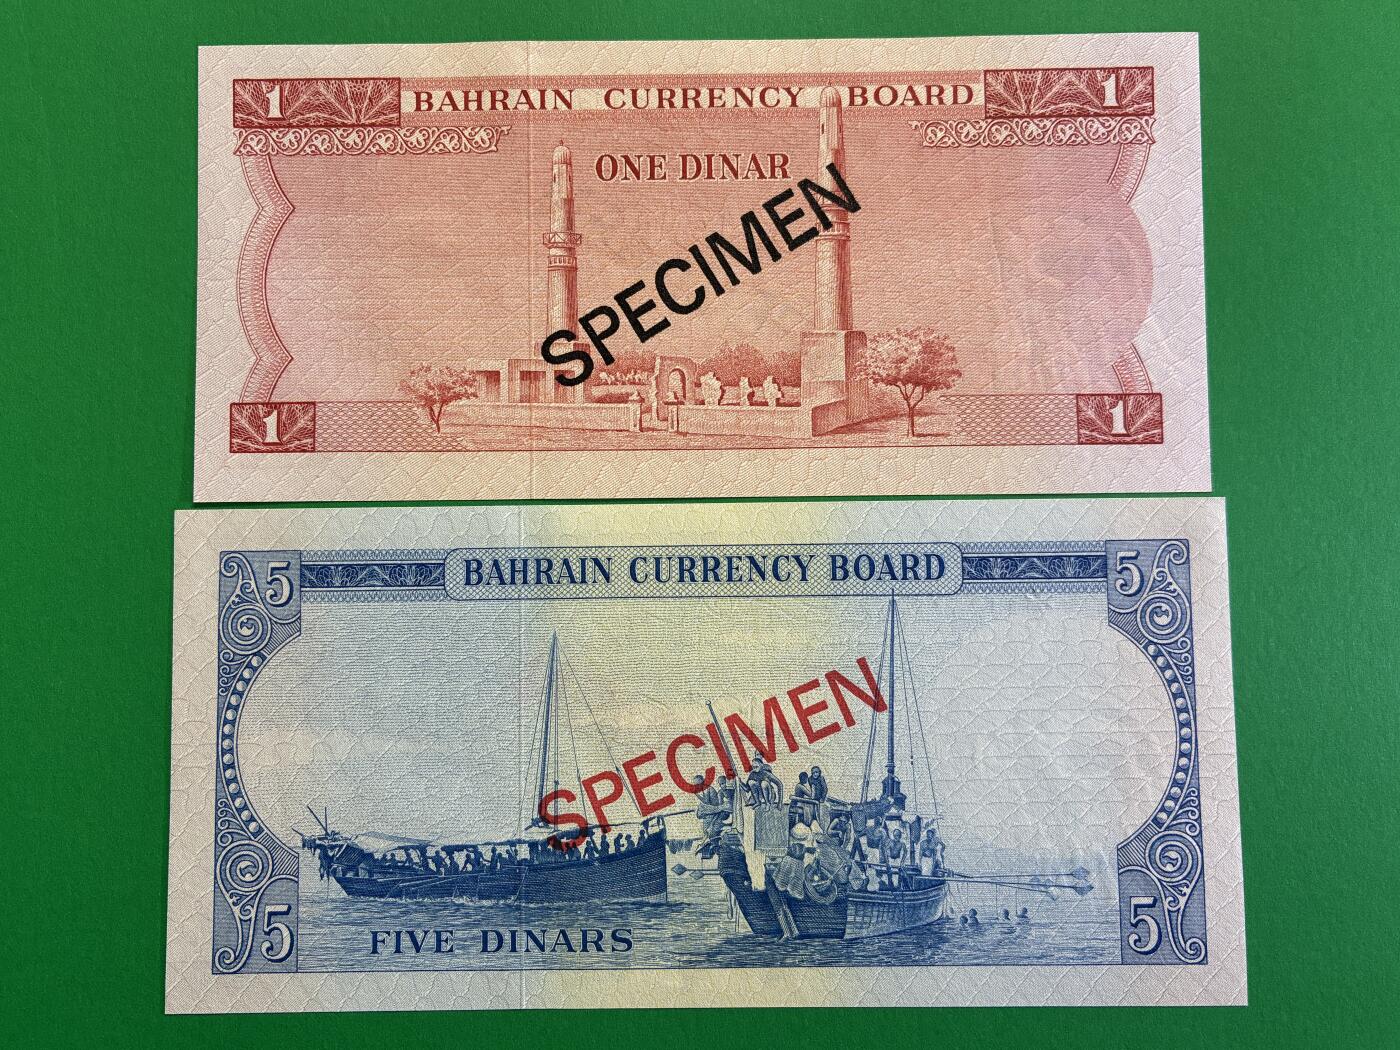 1 BAHRAIN CURRENCY BOARD 1
ONE DINAR
SPECIMEN
1 1
5 BAHRAIN CURRENCY BOARD 5
SPECIMEN
5 FIVE DINARS 5